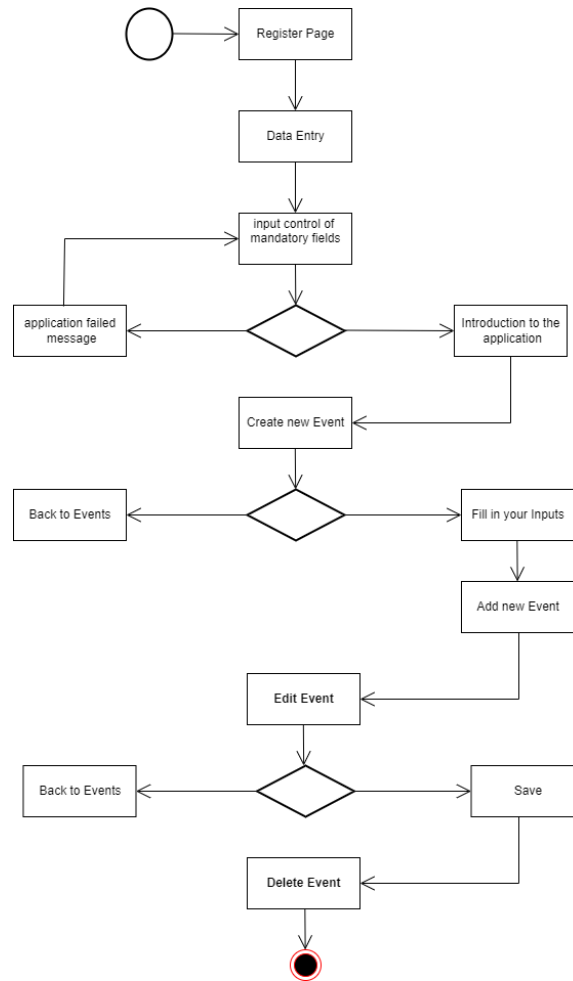 Register Page
Data Entry
input control of
mandatory fields
application failed
message
Introduction to the
application
Create new Event
Back to Events
Fill in your Inputs
Add new Event
Edit Event
Back to Events
Save
Delete Event